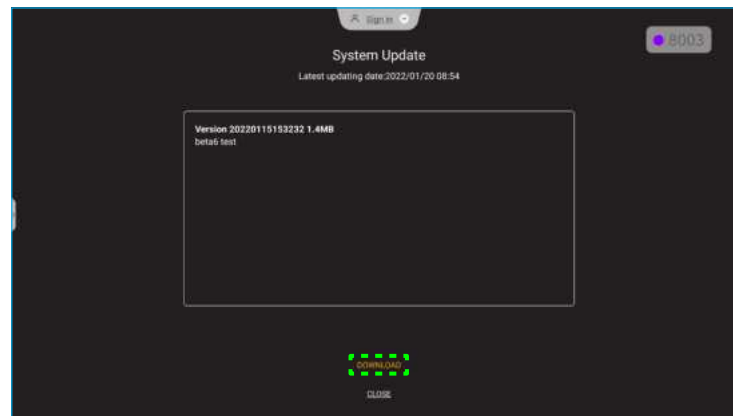 Sign in
8003
System Update
Latest updating date:2022/01/20 08:54
Version 20220115153232 1.4MB
beta6 test
DOWNLOAD
CLOSE